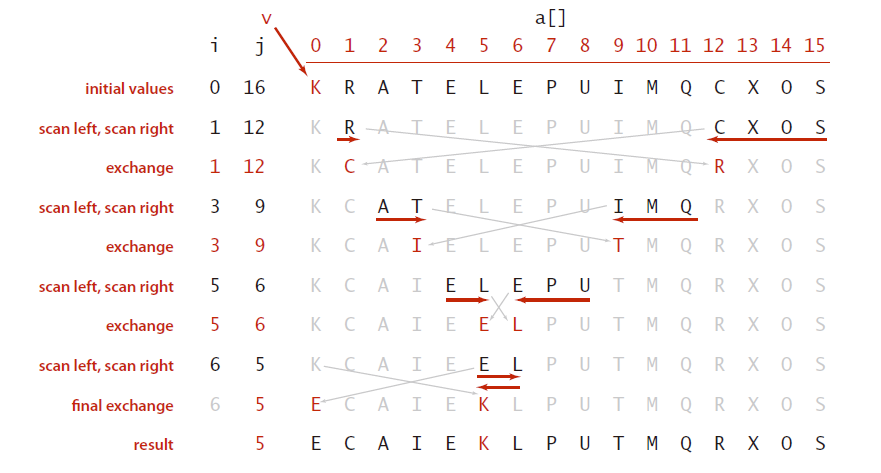 v a[]
i j 0 1 2 3 4 5 6 7 8 9 10 11 12 13 14 15
initial values 0 16 K R A T E L E P U I M Q C X O S
scan left, scan right 1 12 K R A T E L E P U I M Q C X O S
exchange 1 12 K C A T E L E P U I M Q R X O S
scan left, scan right 3 9 K C A T E L E P U I M Q R X O S
exchange 3 9 K C A I E L E P U T M Q R X O S
scan left, scan right 5 6 K C A I E L E P U T M Q R X O S
exchange 5 6 K C A I E E L P U T M Q R X O S
scan left, scan right 6 5 K C A I E E L P U T M Q R X O S
final exchange 6 5 E C A I E K L P U T M Q R X O S
result 5 E C A I E K L P U T M Q R X O S